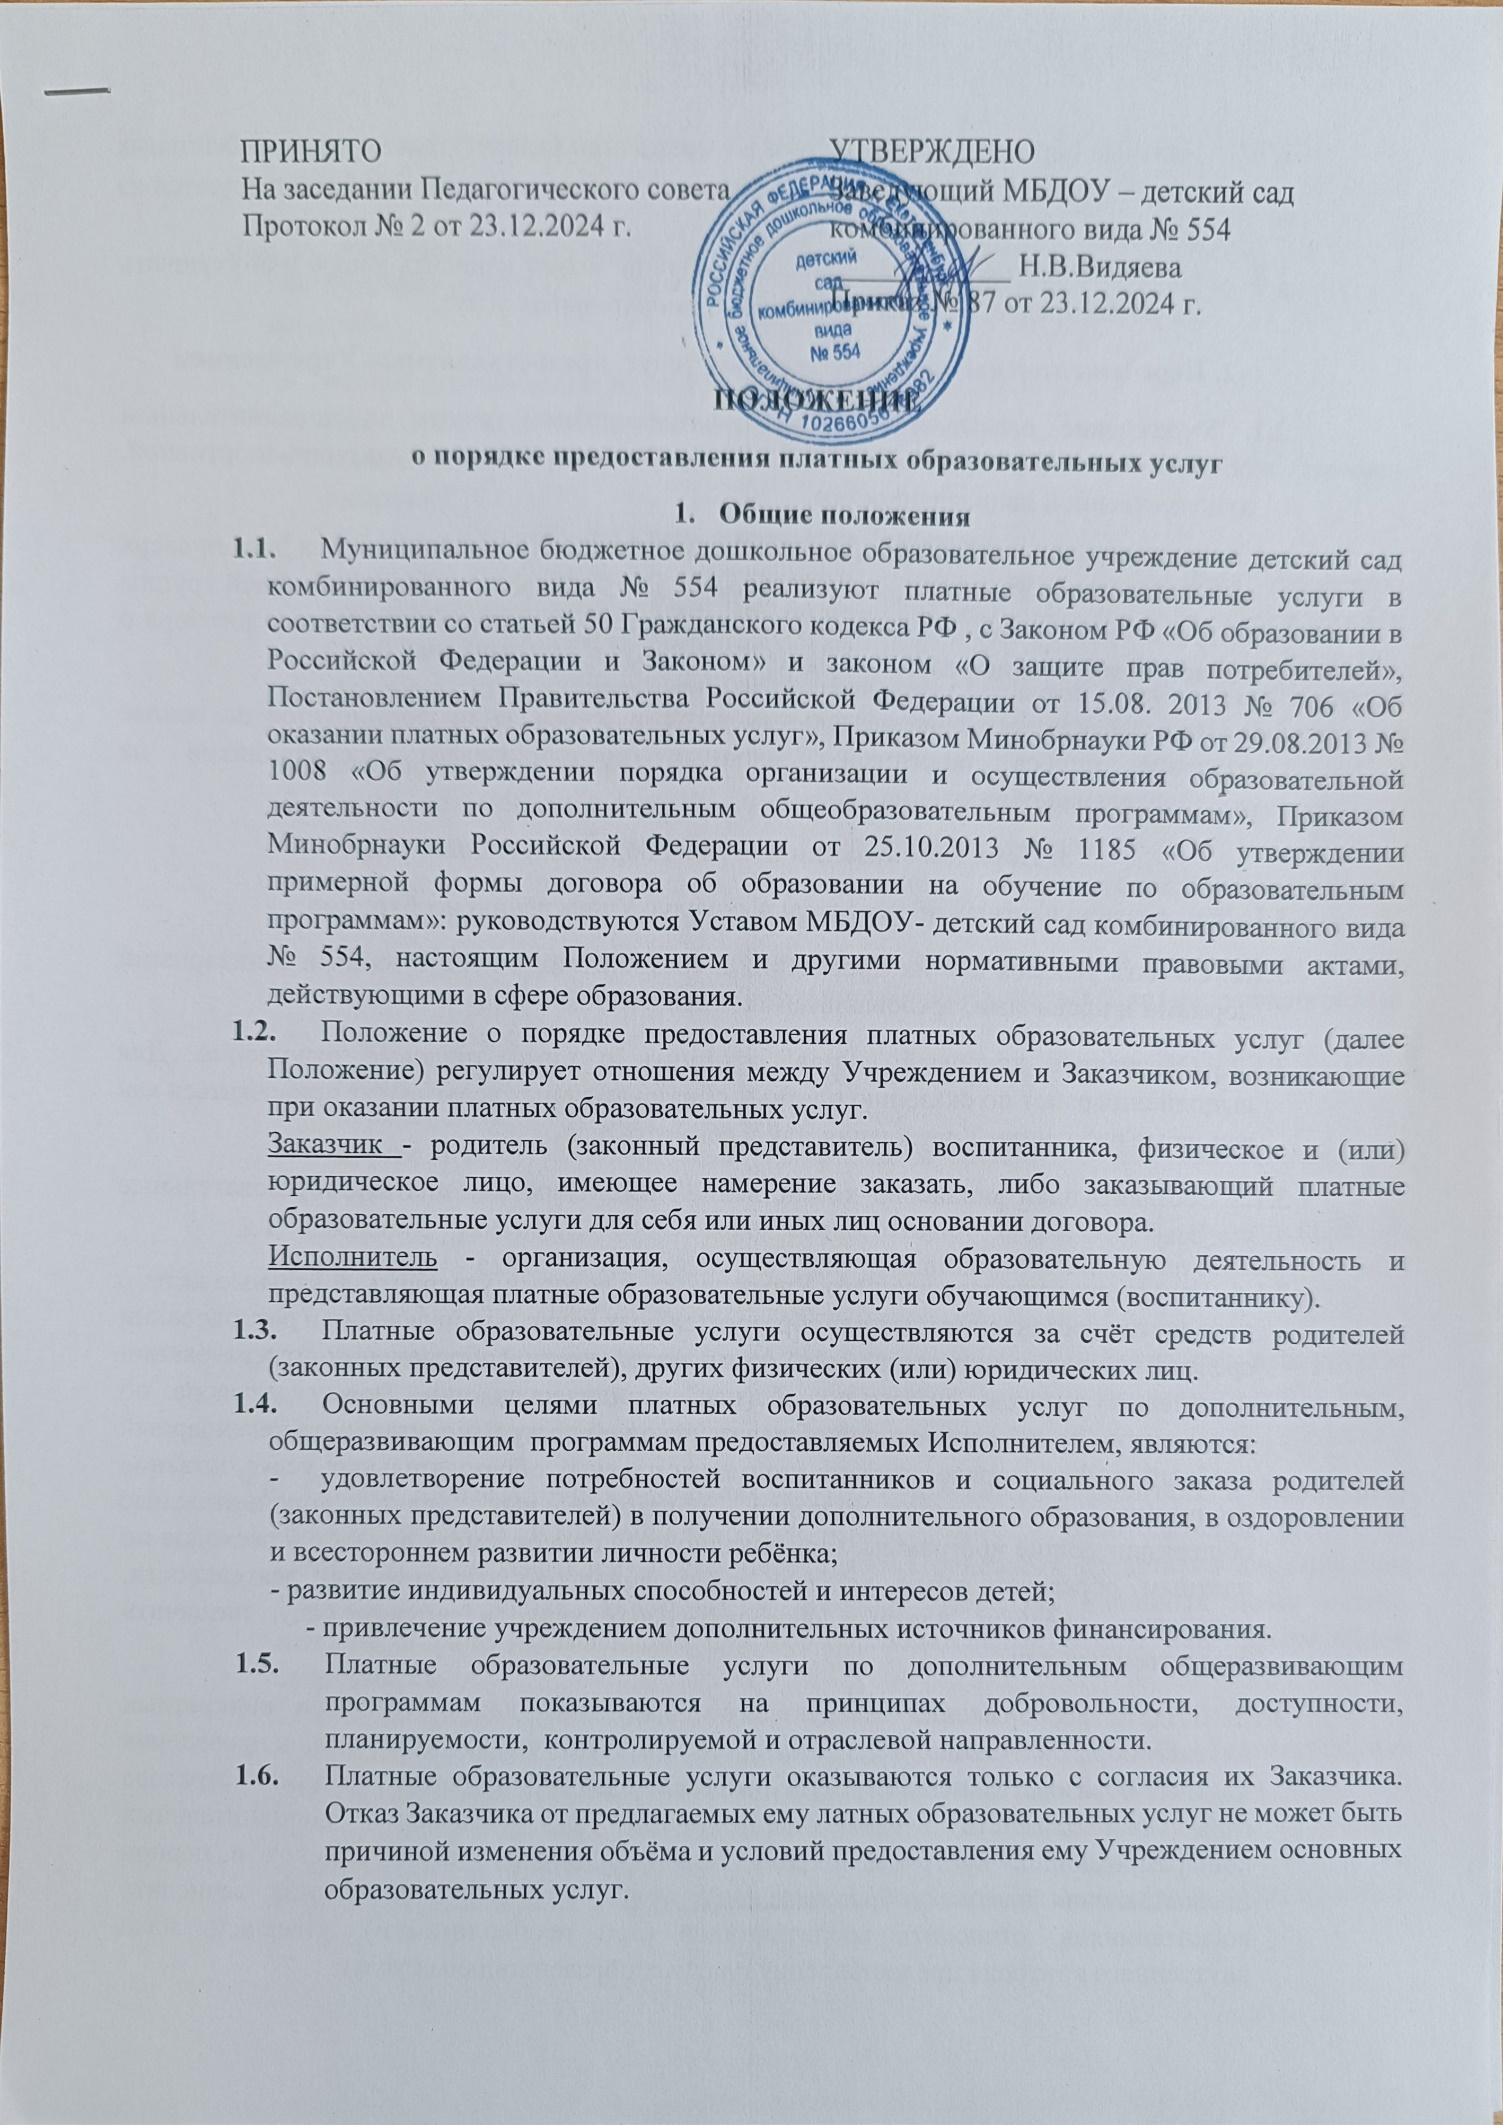 ПРИНЯТО
На заседании Педагогического совета
Протокол № 2 от 23.12.2024 г.
УТВЕРЖДЕНО
Заведующий МБДОУ – детский сад
комбинированного вида № 554
Н.В.Видяева
Приказ № 87 от 23.12.2024 г.
РОССИЙСКАЯ ФЕДЕРАЦИЯ
бюджетное дошкольное образовательное учреждение
детский
сад
комбинированного
вида
№ 554
ПОЛОЖЕНИЕ
о порядке предоставления платных образовательных услуг
1. Общие положения
1.1. Муниципальное бюджетное дошкольное образовательное учреждение детский сад
комбинированного вида № 554 реализуют платные образовательные услуги в
соответствии со статьей 50 Гражданского кодекса РФ , с Законом РФ «Об образовании в
Российской Федерации и Законом» и законом «О защите прав потребителей»,
Постановлением Правительства Российской Федерации от 15.08. 2013 № 706 «Об
оказании платных образовательных услуг», Приказом Минобрнауки РФ от 29.08.2013 №
1008 «Об утверждении порядка организации и осуществления образовательной
деятельности по дополнительным общеобразовательным программам», Приказом
Минобрнауки Российской Федерации от 25.10.2013 № 1185 «Об утверждении
примерной формы договора об образовании на обучение по образовательным
программам»: руководствуются Уставом МБДОУ- детский сад комбинированного вида
№ 554, настоящим Положением и другими нормативными правовыми актами,
действующими в сфере образования.
1.2. Положение о порядке предоставления платных образовательных услуг (далее
Положение) регулирует отношения между Учреждением и Заказчиком, возникающие
при оказании платных образовательных услуг.
Заказчик - родитель (законный представитель) воспитанника, физическое и (или)
юридическое лицо, имеющее намерение заказать, либо заказывающий платные
образовательные услуги для себя или иных лиц основании договора.
Исполнитель - организация, осуществляющая образовательную деятельность и
представляющая платные образовательные услуги обучающимся (воспитаннику).
1.3. Платные образовательные услуги осуществляются за счёт средств родителей
(законных представителей), других физических (или) юридических лиц.
1.4. Основными целями платных образовательных услуг по дополнительным,
общеразвивающим программам предоставляемых Исполнителем, являются:
- удовлетворение потребностей воспитанников и социального заказа родителей
(законных представителей) в получении дополнительного образования, в оздоровлении
и всестороннем развитии личности ребёнка;
- развитие индивидуальных способностей и интересов детей;
- привлечение учреждением дополнительных источников финансирования.
1.5. Платные образовательные услуги по дополнительным общеразвивающим
программам показываются на принципах добровольности, доступности,
планируемости, контролируемой и отраслевой направленности.
1.6. Платные образовательные услуги оказываются только с согласия их Заказчика.
Отказ Заказчика от предлагаемых ему латных образовательных услуг не может быть
причиной изменения объёма и условий предоставления ему Учреждением основных
образовательных услуг.